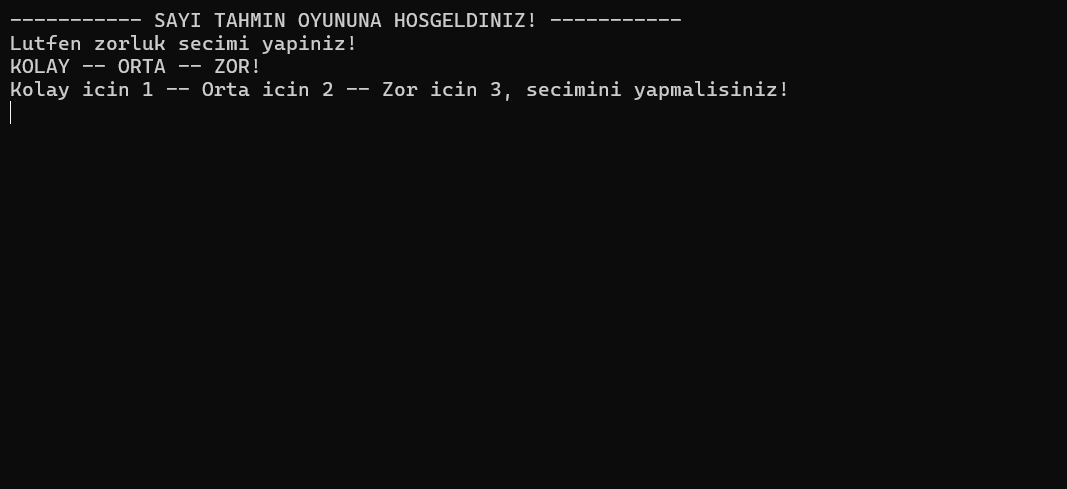 ----------- SAYI TAHMIN OYUNUNA HOSGELDINIZ! -----------
Lutfen zorluk secimi yapiniz!
KOLAY -- ORTA -- ZOR!
Kolay icin 1 -- Orta icin 2 -- Zor icin 3, secimini yapmalisiniz!